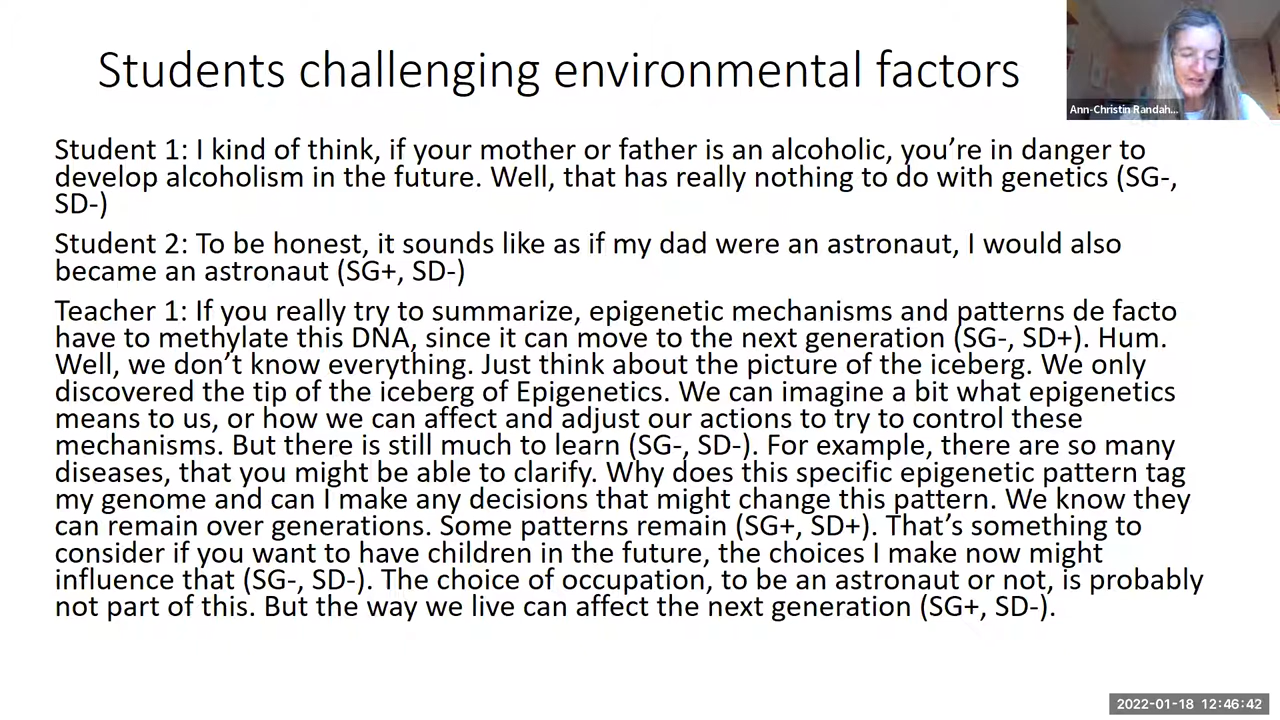 Students challenging environmental factors
Ann-Christin Randah...
Student 1: I kind of think, if your mother or father is an alcoholic, you’re in danger to
develop alcoholism in the future. Well, that has really nothing to do with genetics (SG-,
SD-)
Student 2: To be honest, it sounds like as if my dad were an astronaut, I would also
became an astronaut (SG+, SD-)
Teacher 1: If you really try to summarize, epigenetic mechanisms and patterns de facto
have to methylate this DNA, since it can move to the next generation (SG-, SD+). Hum.
Well, we don’t know everything. Just think about the picture of the iceberg. We only
discovered the tip of the iceberg of Epigenetics. We can imagine a bit what epigenetics
means to us, or how we can affect and adjust our actions to try to control these
mechanisms. But there is still much to learn (SG-, SD-). For example, there are so many
diseases, that you might be able to clarify. Why does this specific epigenetic pattern tag
my genome and can I make any decisions that might change this pattern. We know they
can remain over generations. Some patterns remain (SG+, SD+). That’s something to
consider if you want to have children in the future, the choices I make now might
influence that (SG-, SD-). The choice of occupation, to be an astronaut or not, is probably
not part of this. But the way we live can affect the next generation (SG+, SD-).
2022-01-18 12:46:42